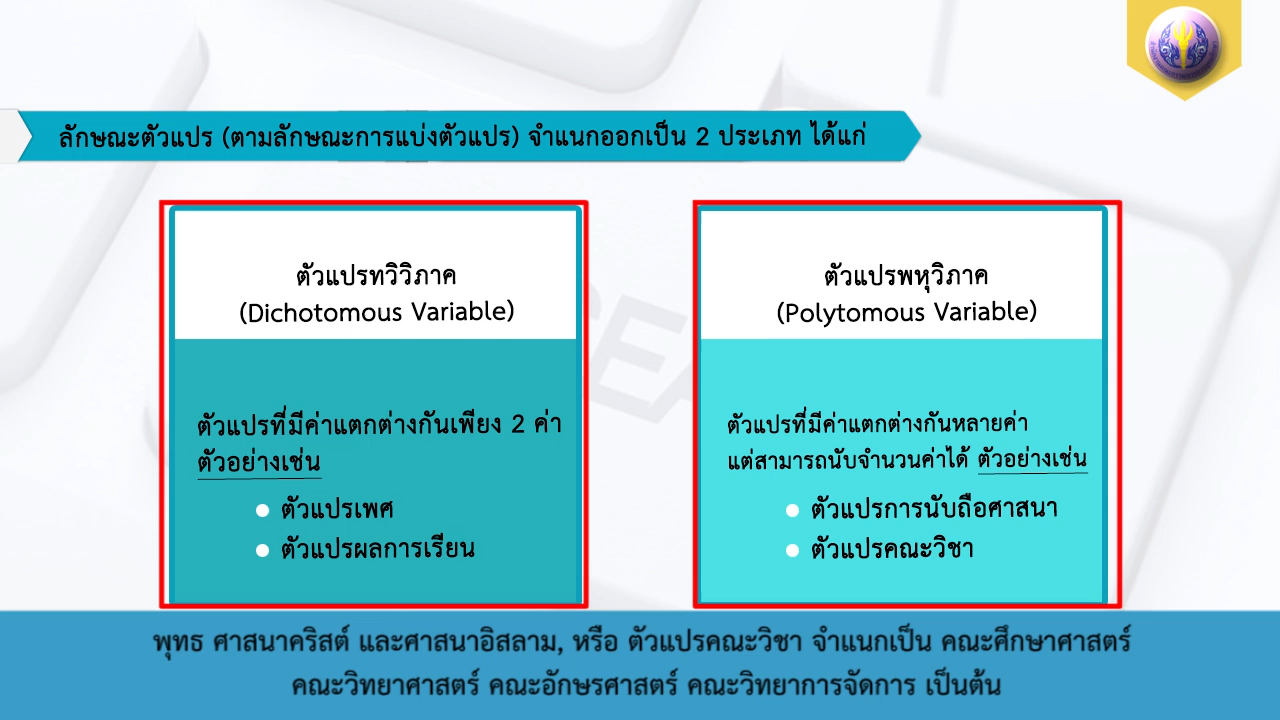 ลักษณะตัวแปร (ตามลักษณะการแบ่งตัวแปร) จำแนกออกเป็น 2 ประเภท ได้แก่
ตัวแปรทวิวิภาค
(Dichotomous Variable)
ตัวแปรที่มีค่าแตกต่างกันเพียง 2 ค่า
ตัวอย่างเช่น
ตัวแปรเพศ
ตัวแปรผลการเรียน
ตัวแปรพหุวิภาค
(Polytomous Variable)
ตัวแปรที่มีค่าแตกต่างกันหลายค่า
แต่สามารถนับจำนวนค่าได้ ตัวอย่างเช่น
ตัวแปรการนับถือศาสนา
ตัวแปรคณะวิชา
พุทธ ศาสนาคริสต์ และศาสนาอิสลาม, หรือ ตัวแปรคณะวิชา จำแนกเป็น คณะศึกษาศาสตร์
คณะวิทยาศาสตร์ คณะอักษรศาสตร์ คณะวิทยาการจัดการ เป็นต้น